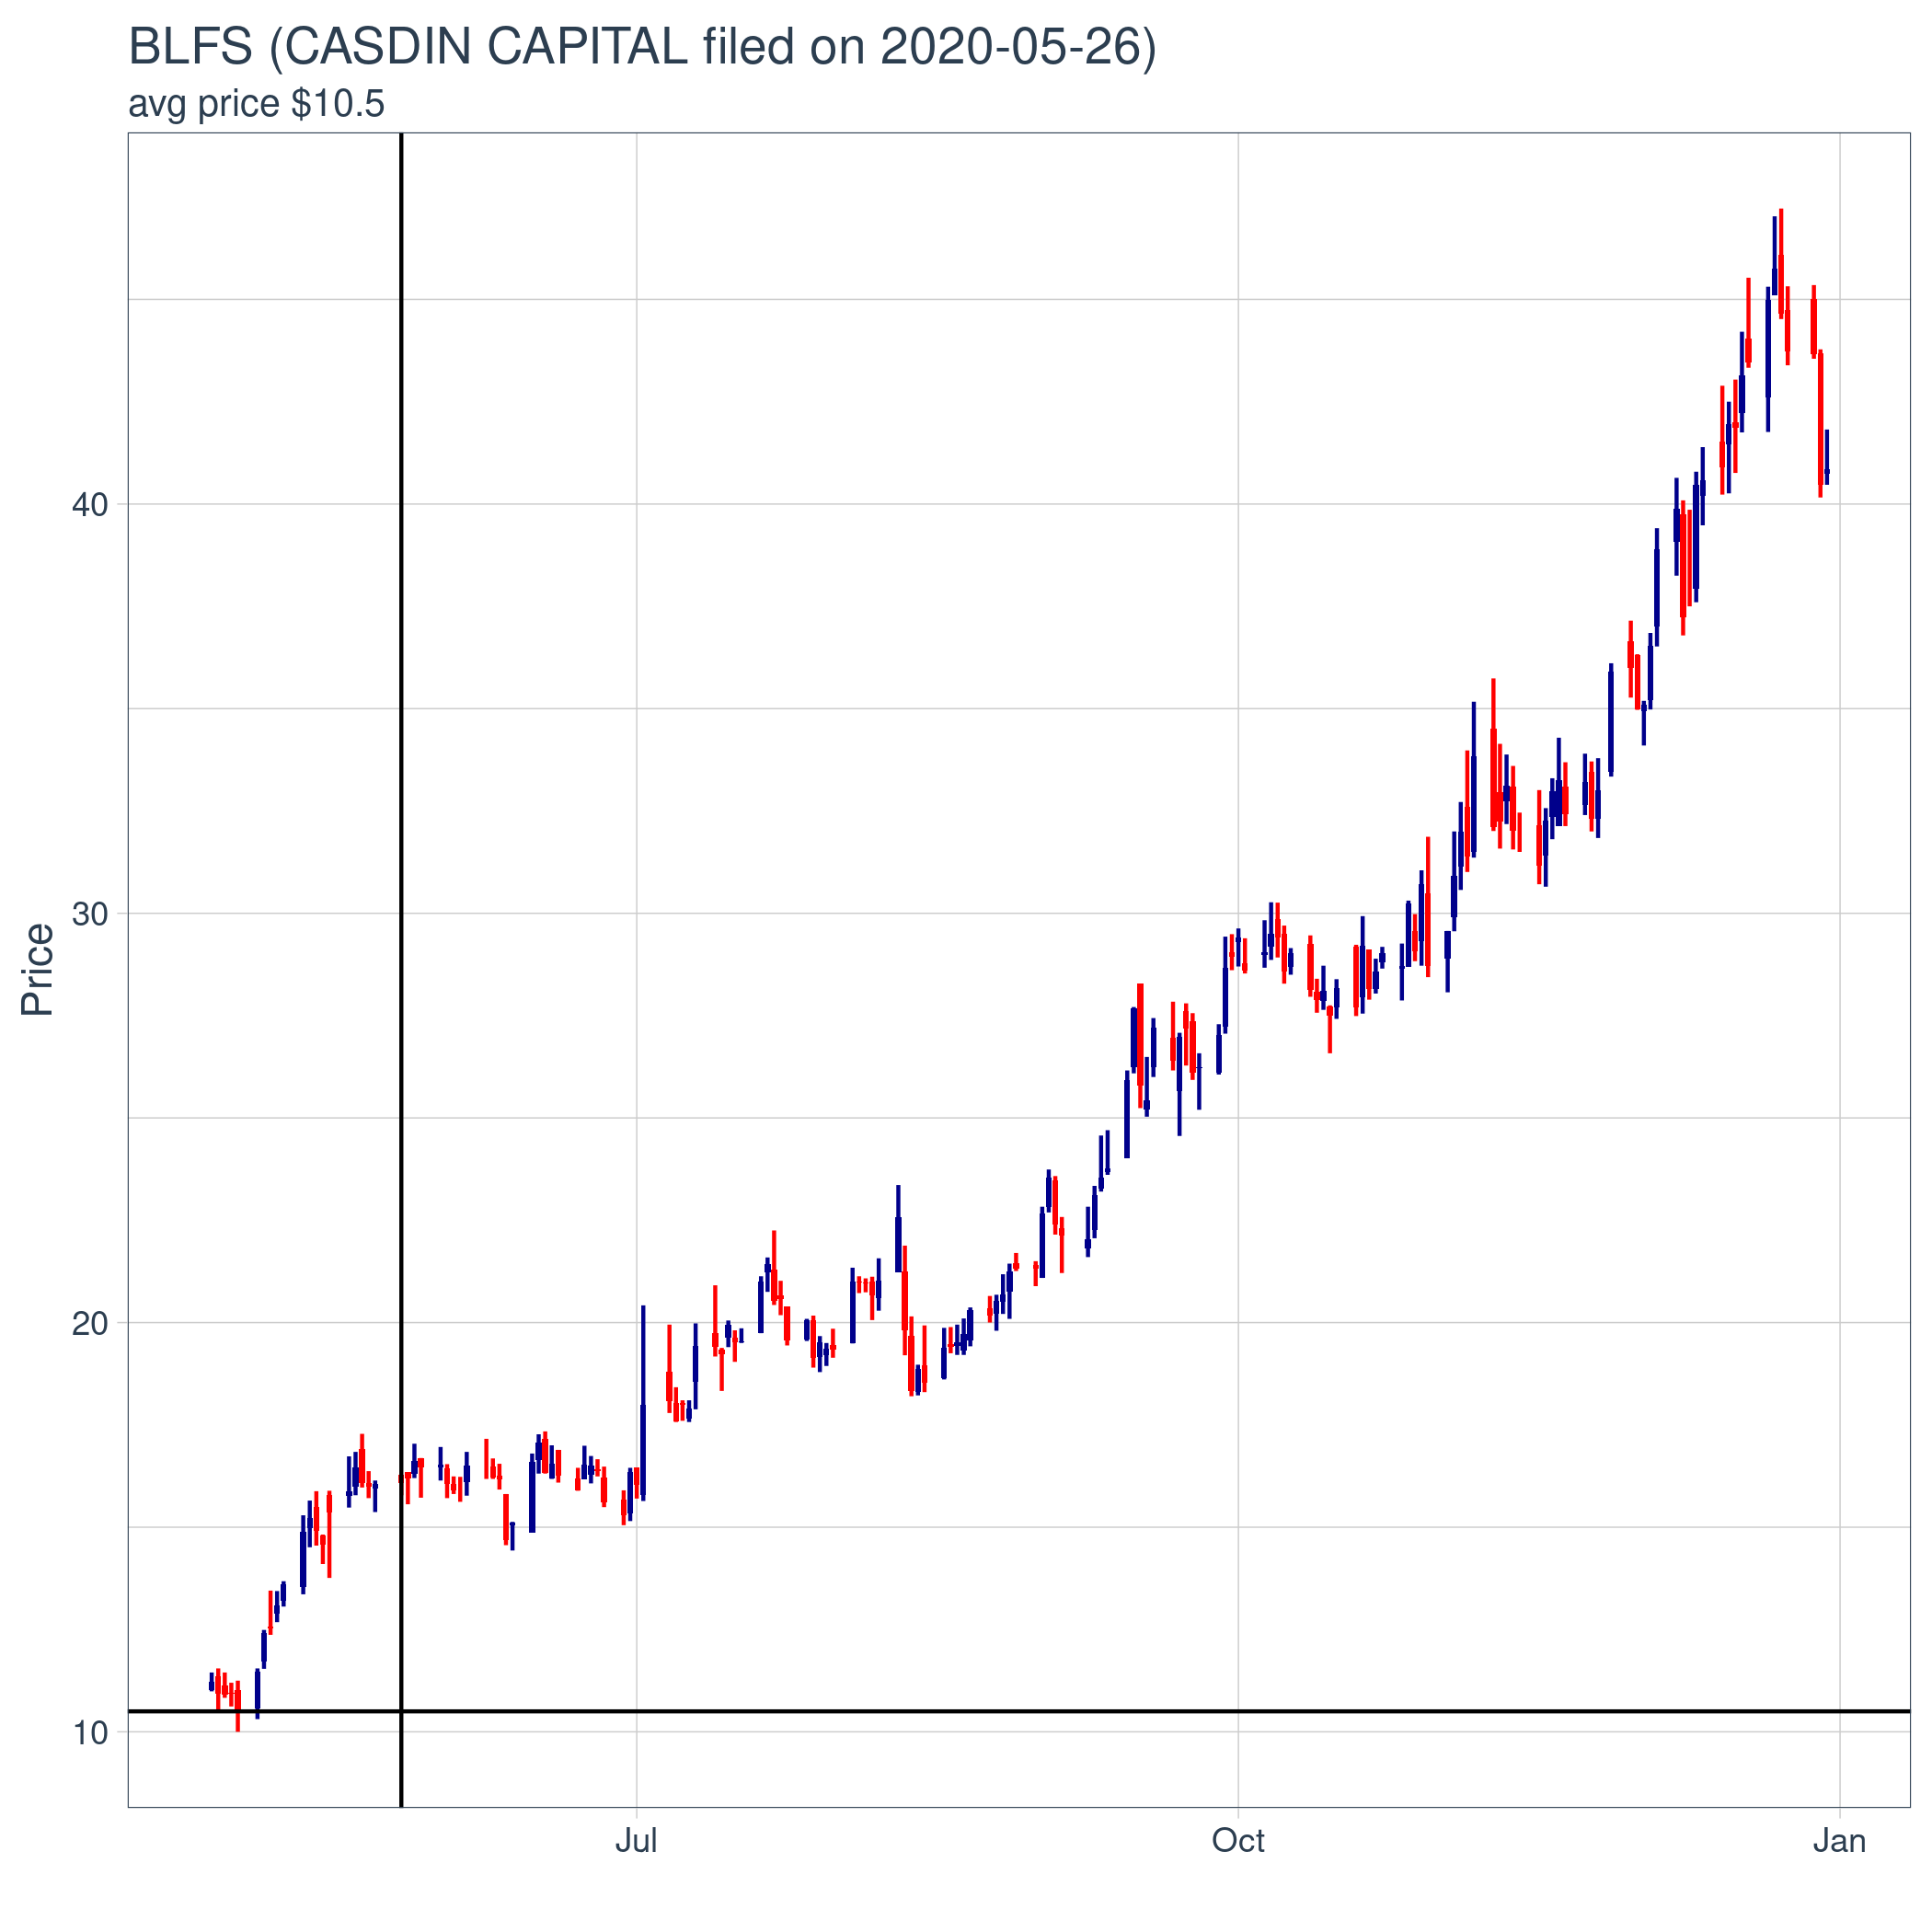 BLFS (CASDIN CAPITAL filed on 2020-05-26)
avg price $10.5
40
30
20
10
Price
Jul
Oct
Jan